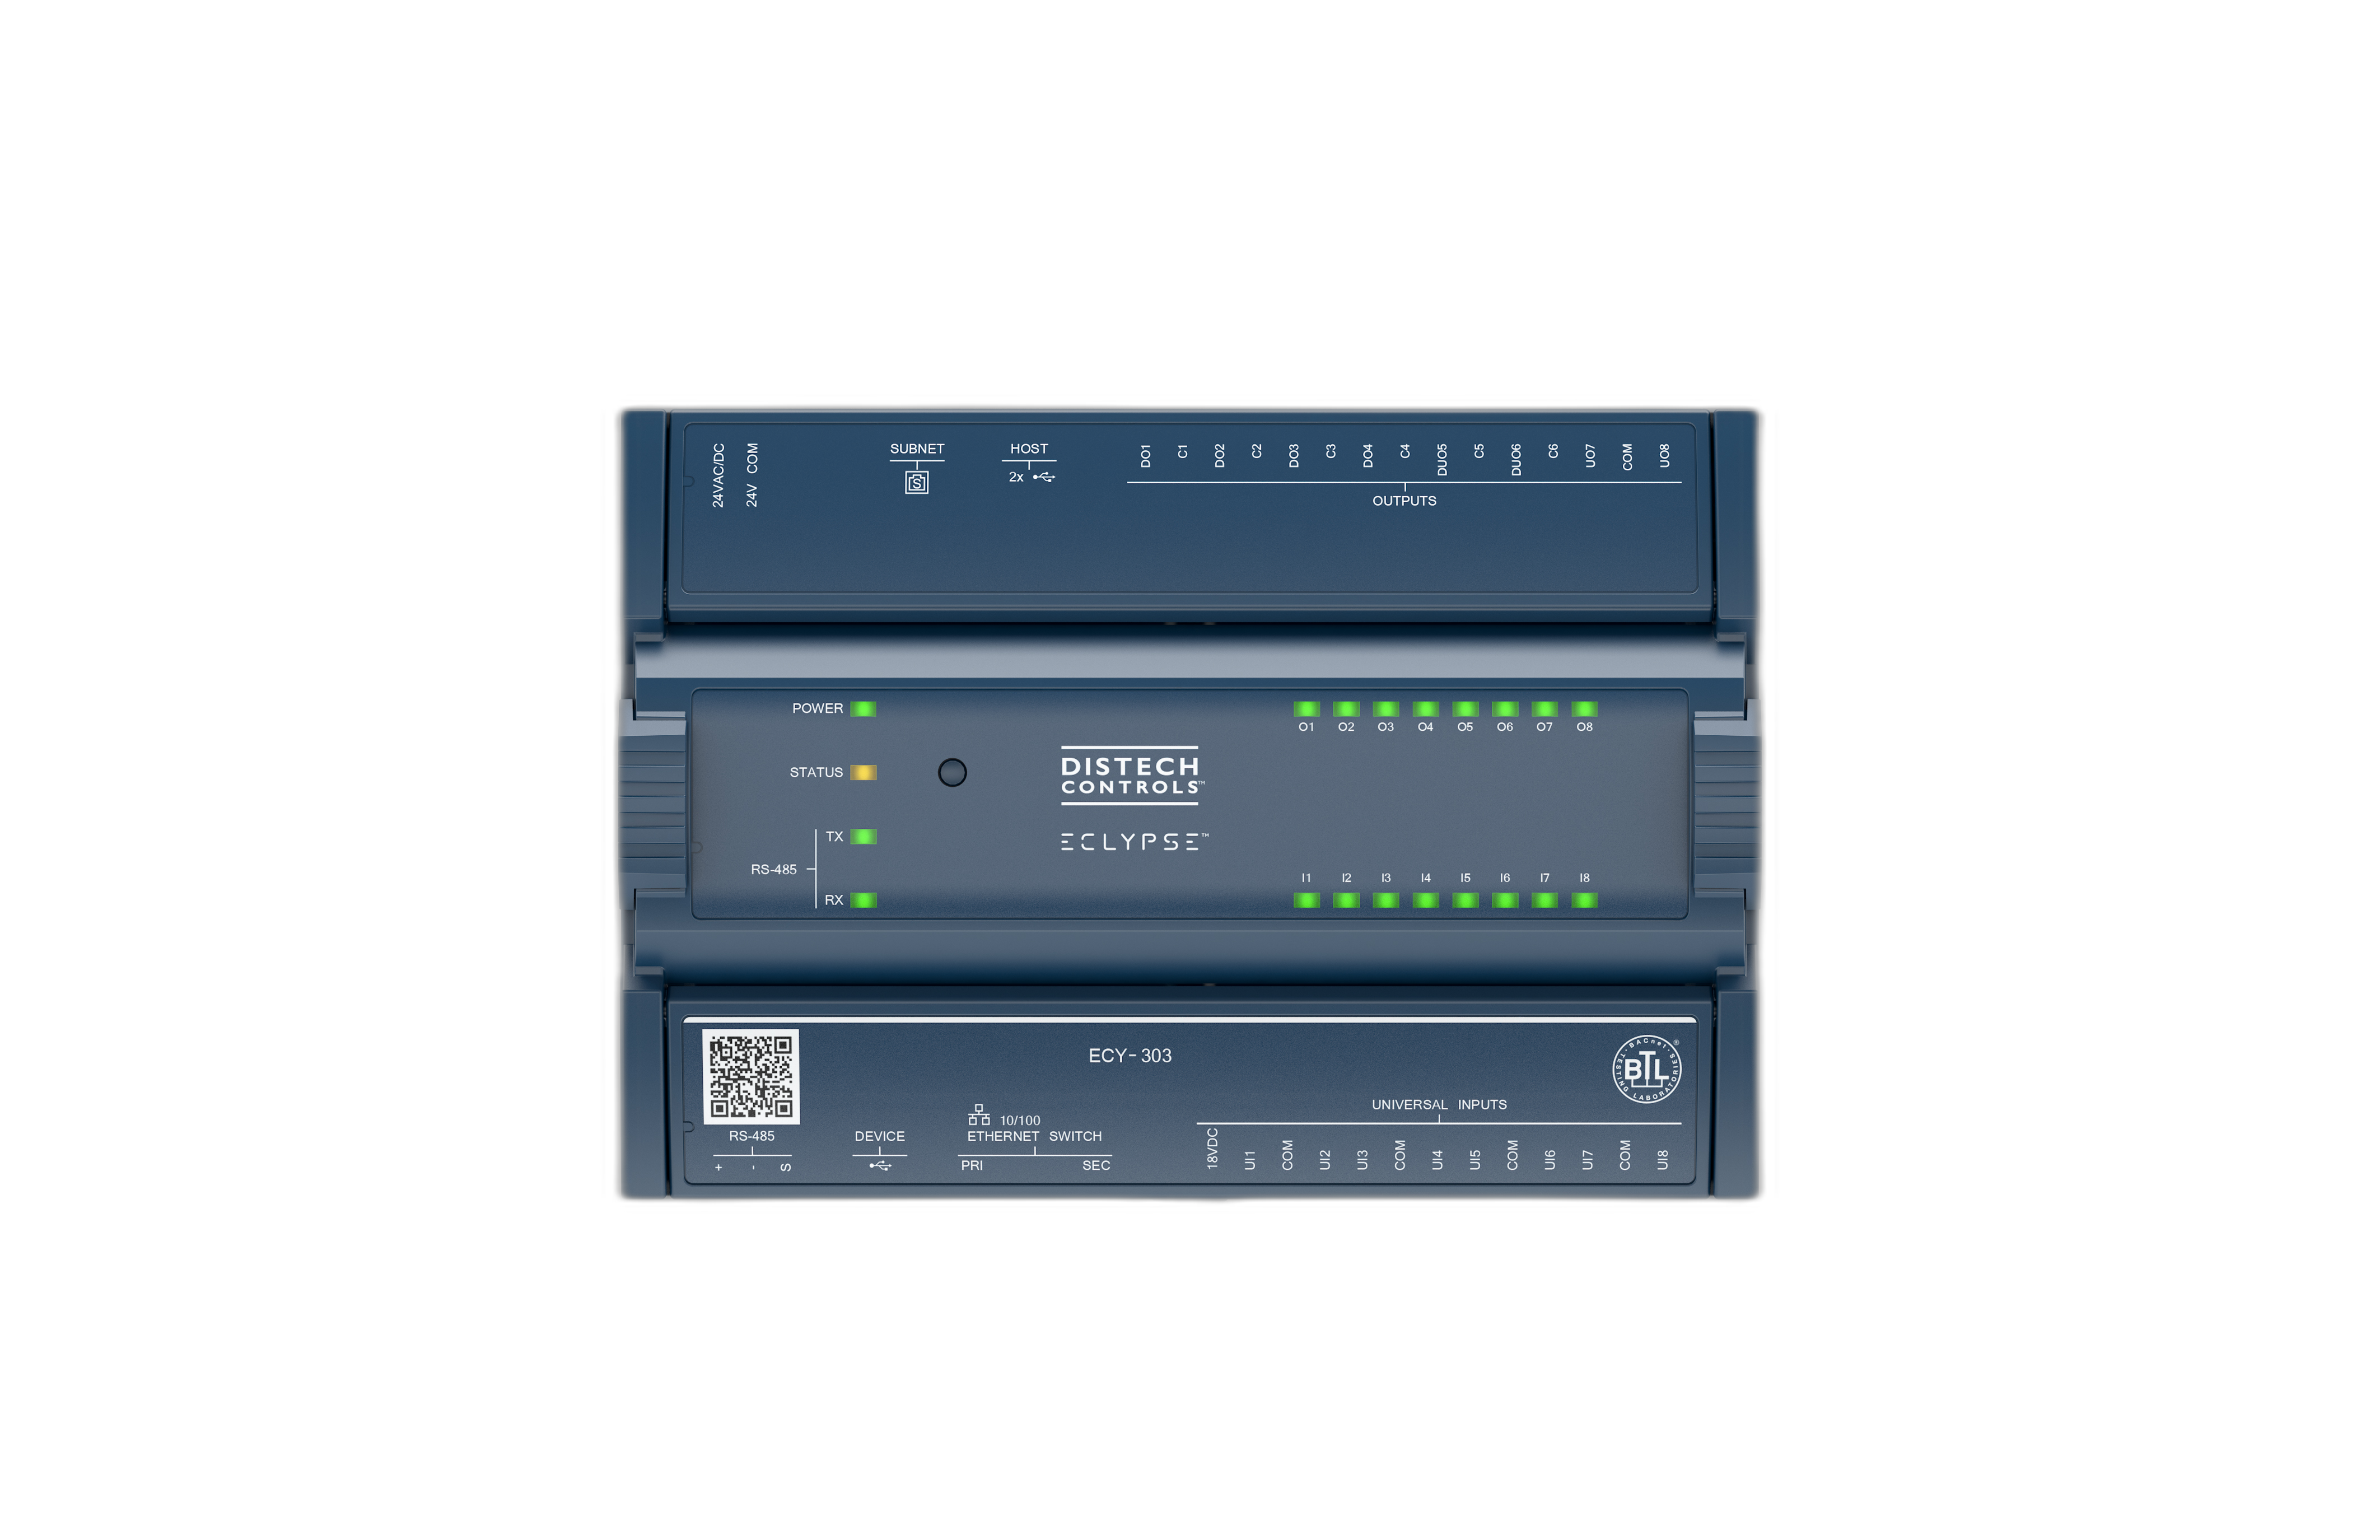 24VAC/DC
24V COM
SUBNET
S
HOST
2x
DO1 C1 DO2 C2 DO3 C3 DO4 C4 DUO5 C5 DUO6 C6 UO7 COM UO8
OUTPUTS
POWER
STATUS
TX
RS-485
RX
DISTECH
CONTROLS™
ECLYPSE™
O1 O2 O3 O4 O5 O6 O7 O8
I1 I2 I3 I4 I5 I6 I7 I8
ECY-303
BACnet · TESTING LABORATORIES ·
BTL®
RS-485
+ - S
DEVICE
10/100
ETHERNET SWITCH
PRI SEC
UNIVERSAL INPUTS
18VDC UI1 COM UI2 UI3 COM UI4 UI5 COM UI6 UI7 COM UI8